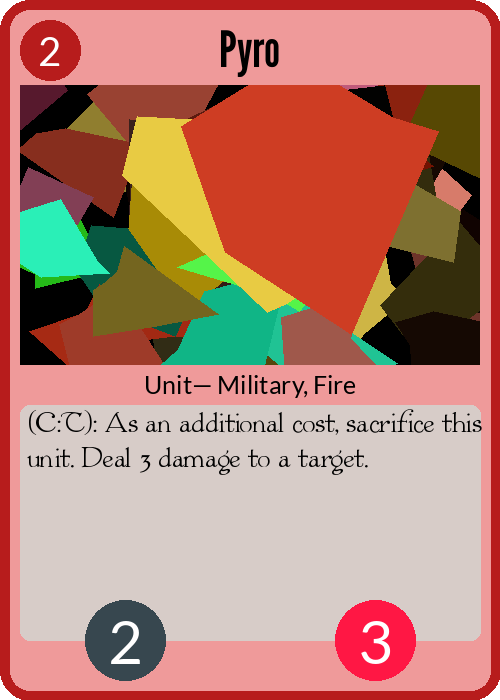 2
Pyro
Unit— Military, Fire
(C:T): As an additional cost, sacrifice this
unit. Deal 3 damage to a target.
2
3